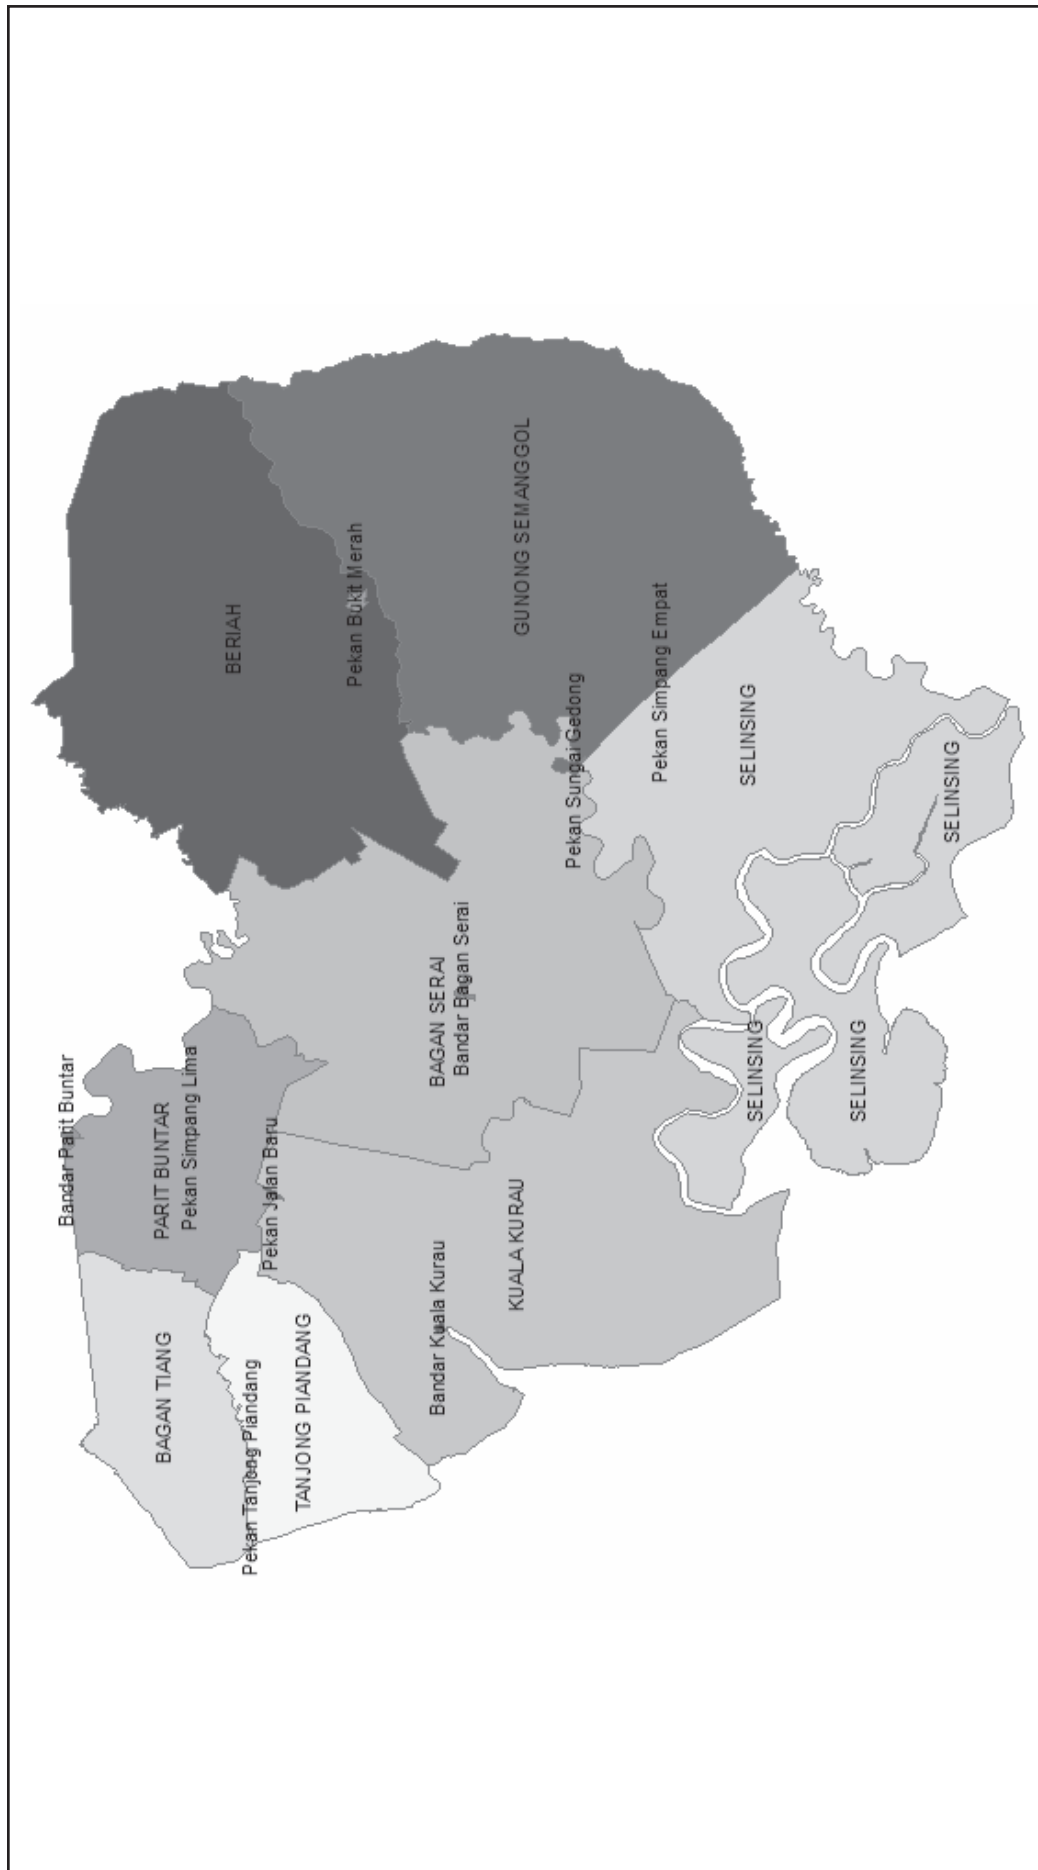 Bandar Parit Buntar
PARIT BUNTAR
Pekan Simpang Lima
BAGAN TIANG
BERIAH
Pekan Tanjong Piandang
Pekan Jalan Baru
TANJONG PIANDANG
Pekan Bukit Merah
Bandar Kuala Kurau
BAGAN SERAI
Bandar Bagan Serai
KUALA KURAU
GUNONG SEMANGGOL
Pekan Sungai Gedong
Pekan Simpang Empat
SELINSING
SELINSING
SELINSING
SELINSING